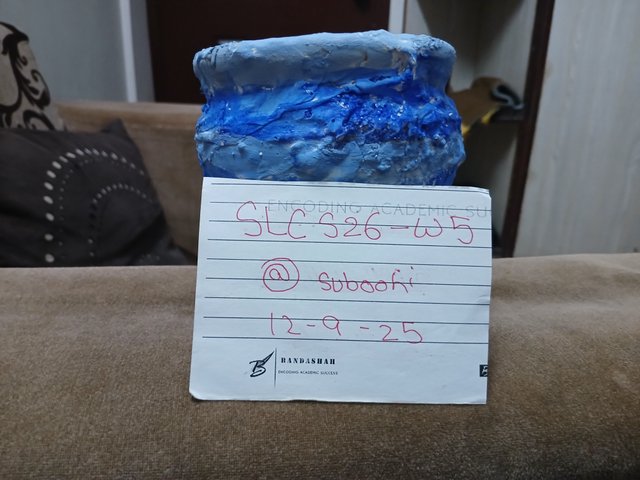 ENCODING ACADEMIC SU
SLC S26-W5
@ suboohi
12-9-25
B BANDASHAH
ENCODING ACADEMIC SUCCESS